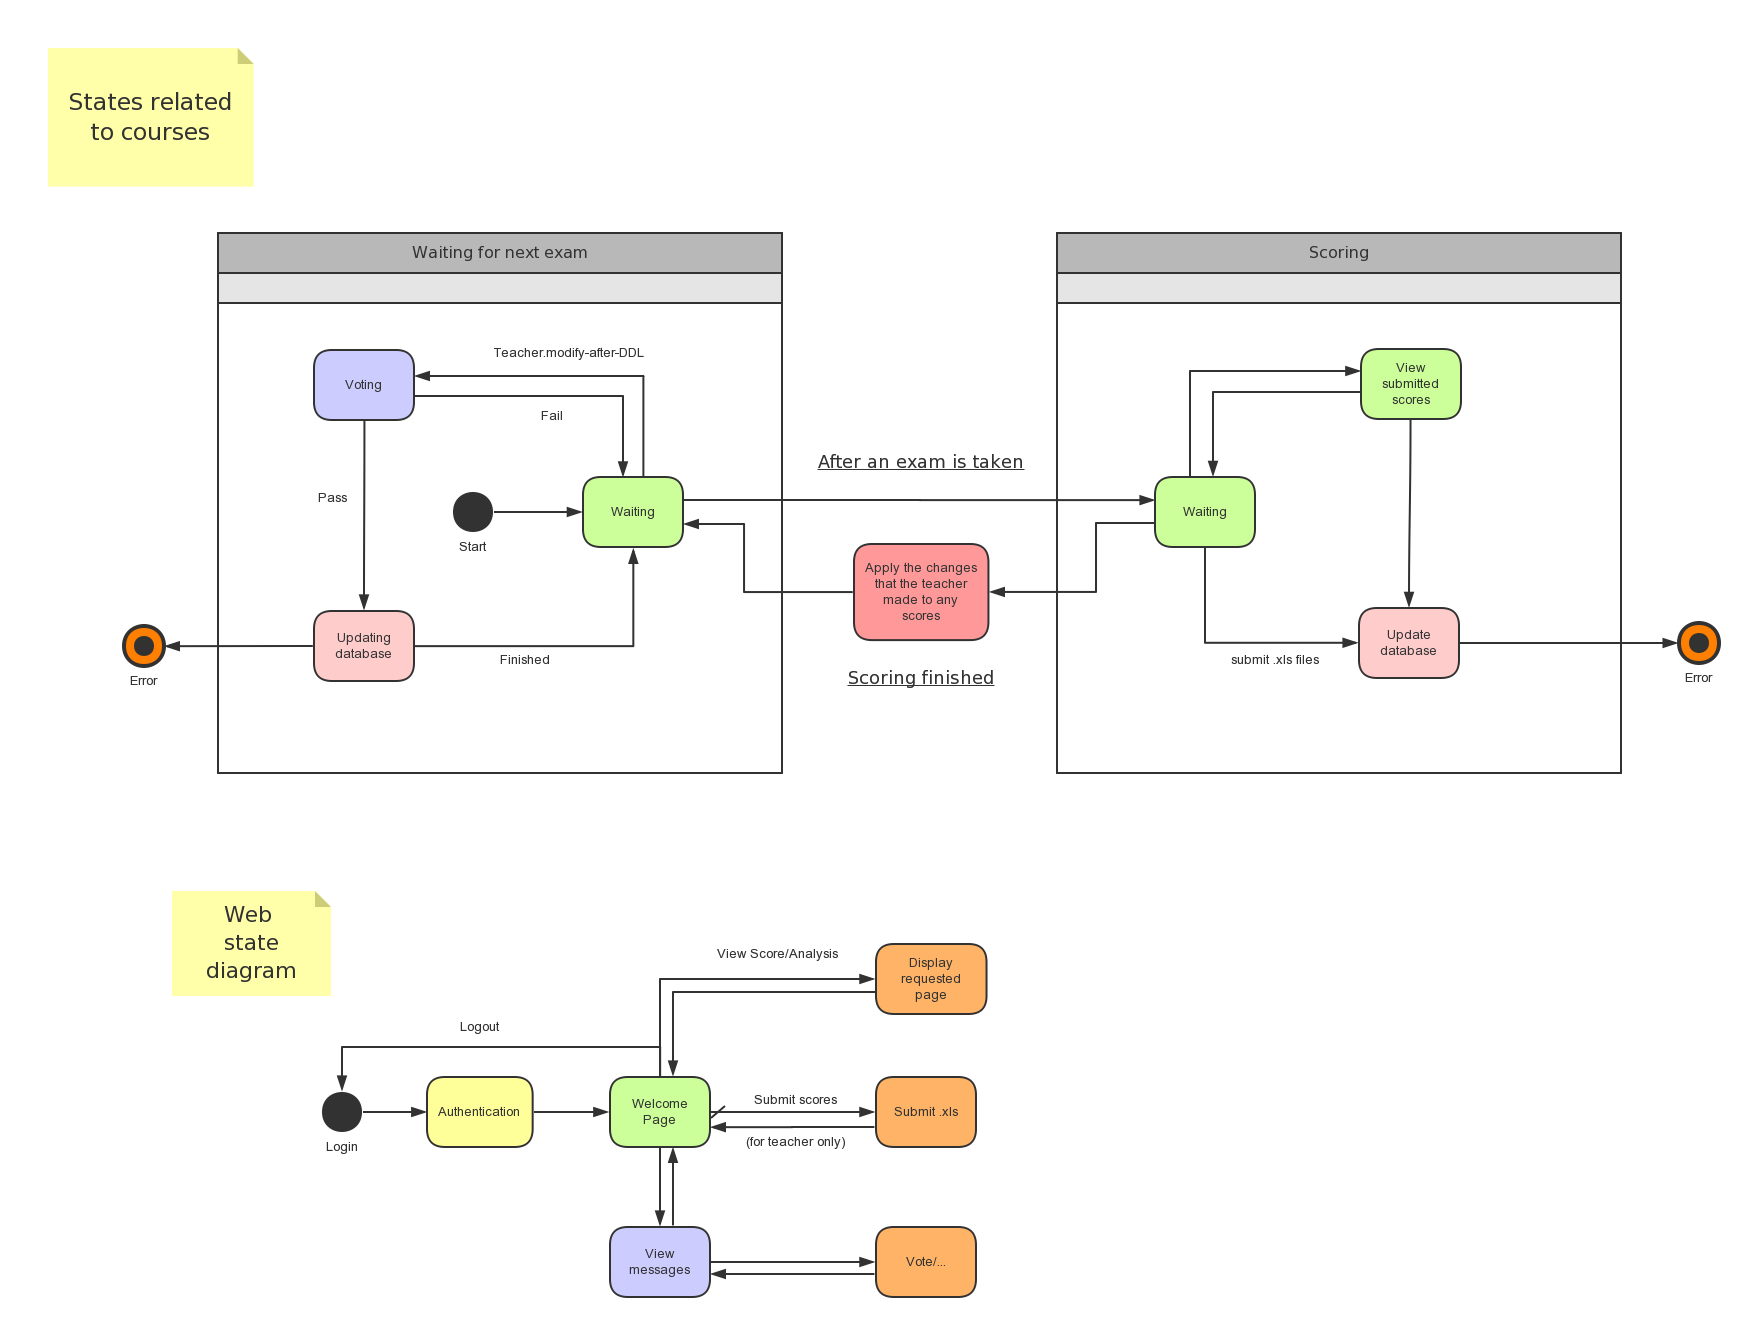 States related
to courses
Waiting for next exam
Scoring
Teacher.modify-after-DDL
Voting
Fail
View
submitted
scores
After an exam is taken
Pass
Start
Waiting
Waiting
Apply the changes
that the teacher
made to any
scores
Updating
database
Finished
Error
Update
database
submit .xls files
Error
Scoring finished
Web
state
diagram
View Score/Analysis
Display
requested
page
Logout
Login
Authentication
Welcome
Page
Submit scores
(for teacher only)
Submit .xls
View
messages
Vote/...